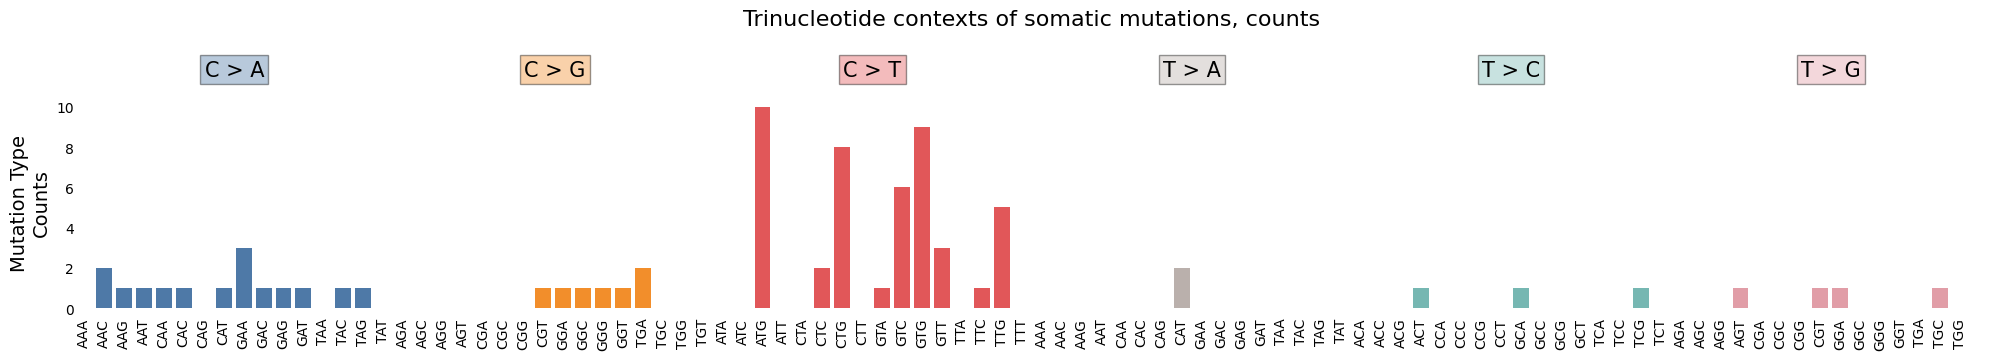 Trinucleotide contexts of somatic mutations, counts
C > A
C > G
C > T
T > A
T > C
T > G
Mutation Type
Counts
10
8
6
4
2
0
AAA AAC AAG AAT CAA CAC CAG CAT GAA GAC GAG GAT TAA TAC TAG TAT AGA AGC AGG AGT CGA CGC CGG CGT GGA GGC GGG GGT TGA TGC TGG TGT ATA ATC ATG ATT CTA CTC CTG CTT GTA GTC GTG GTT TTA TTC TTG TTT AAA AAC AAG AAT CAA CAC CAG CAT GAA GAC GAG GAT TAA TAC TAG TAT ACA ACC ACG ACT CCA CCC CCG CCT GCA GCC GCG GCT TCA TCC TCG TCT AGA AGC AGG AGT CGA CGC CGG CGT GGA GGC GGG GGT TGA TGC TGG